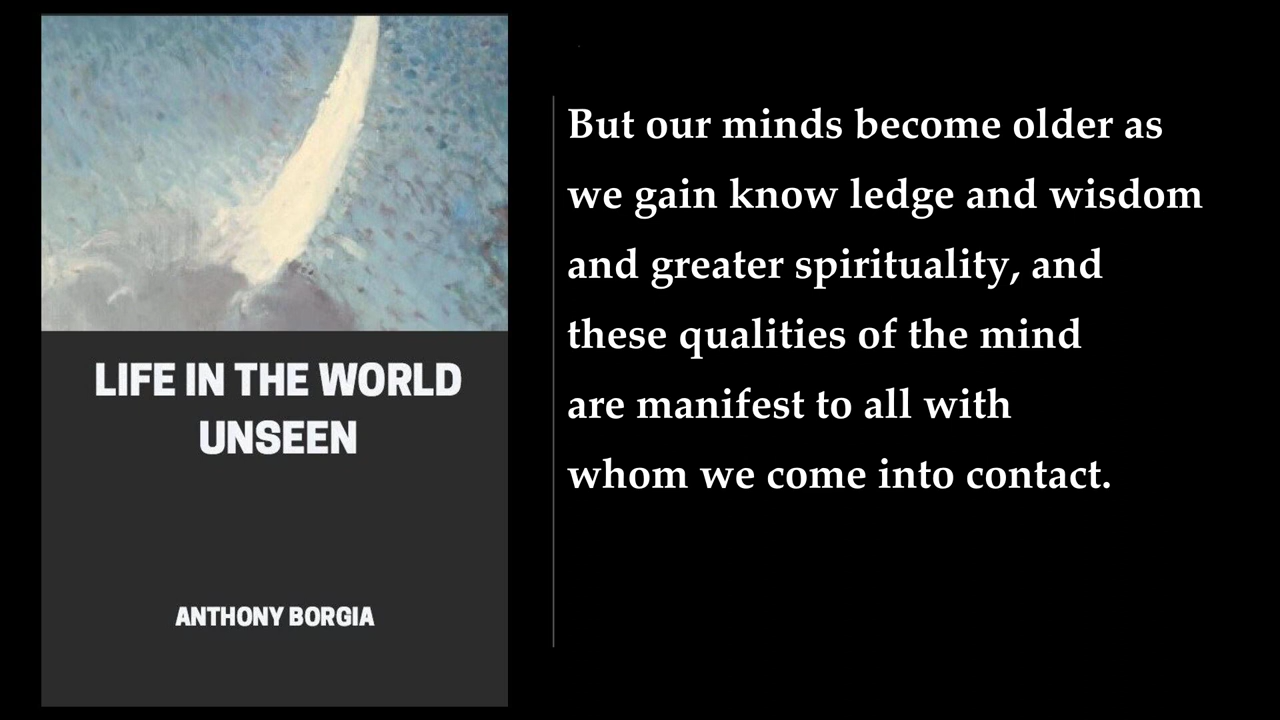 LIFE IN THE WORLD
UNSEEN
ANTHONY BORGIA
But our minds become older as
we gain know ledge and wisdom
and greater spirituality, and
these qualities of the mind
are manifest to all with
whom we come into contact.